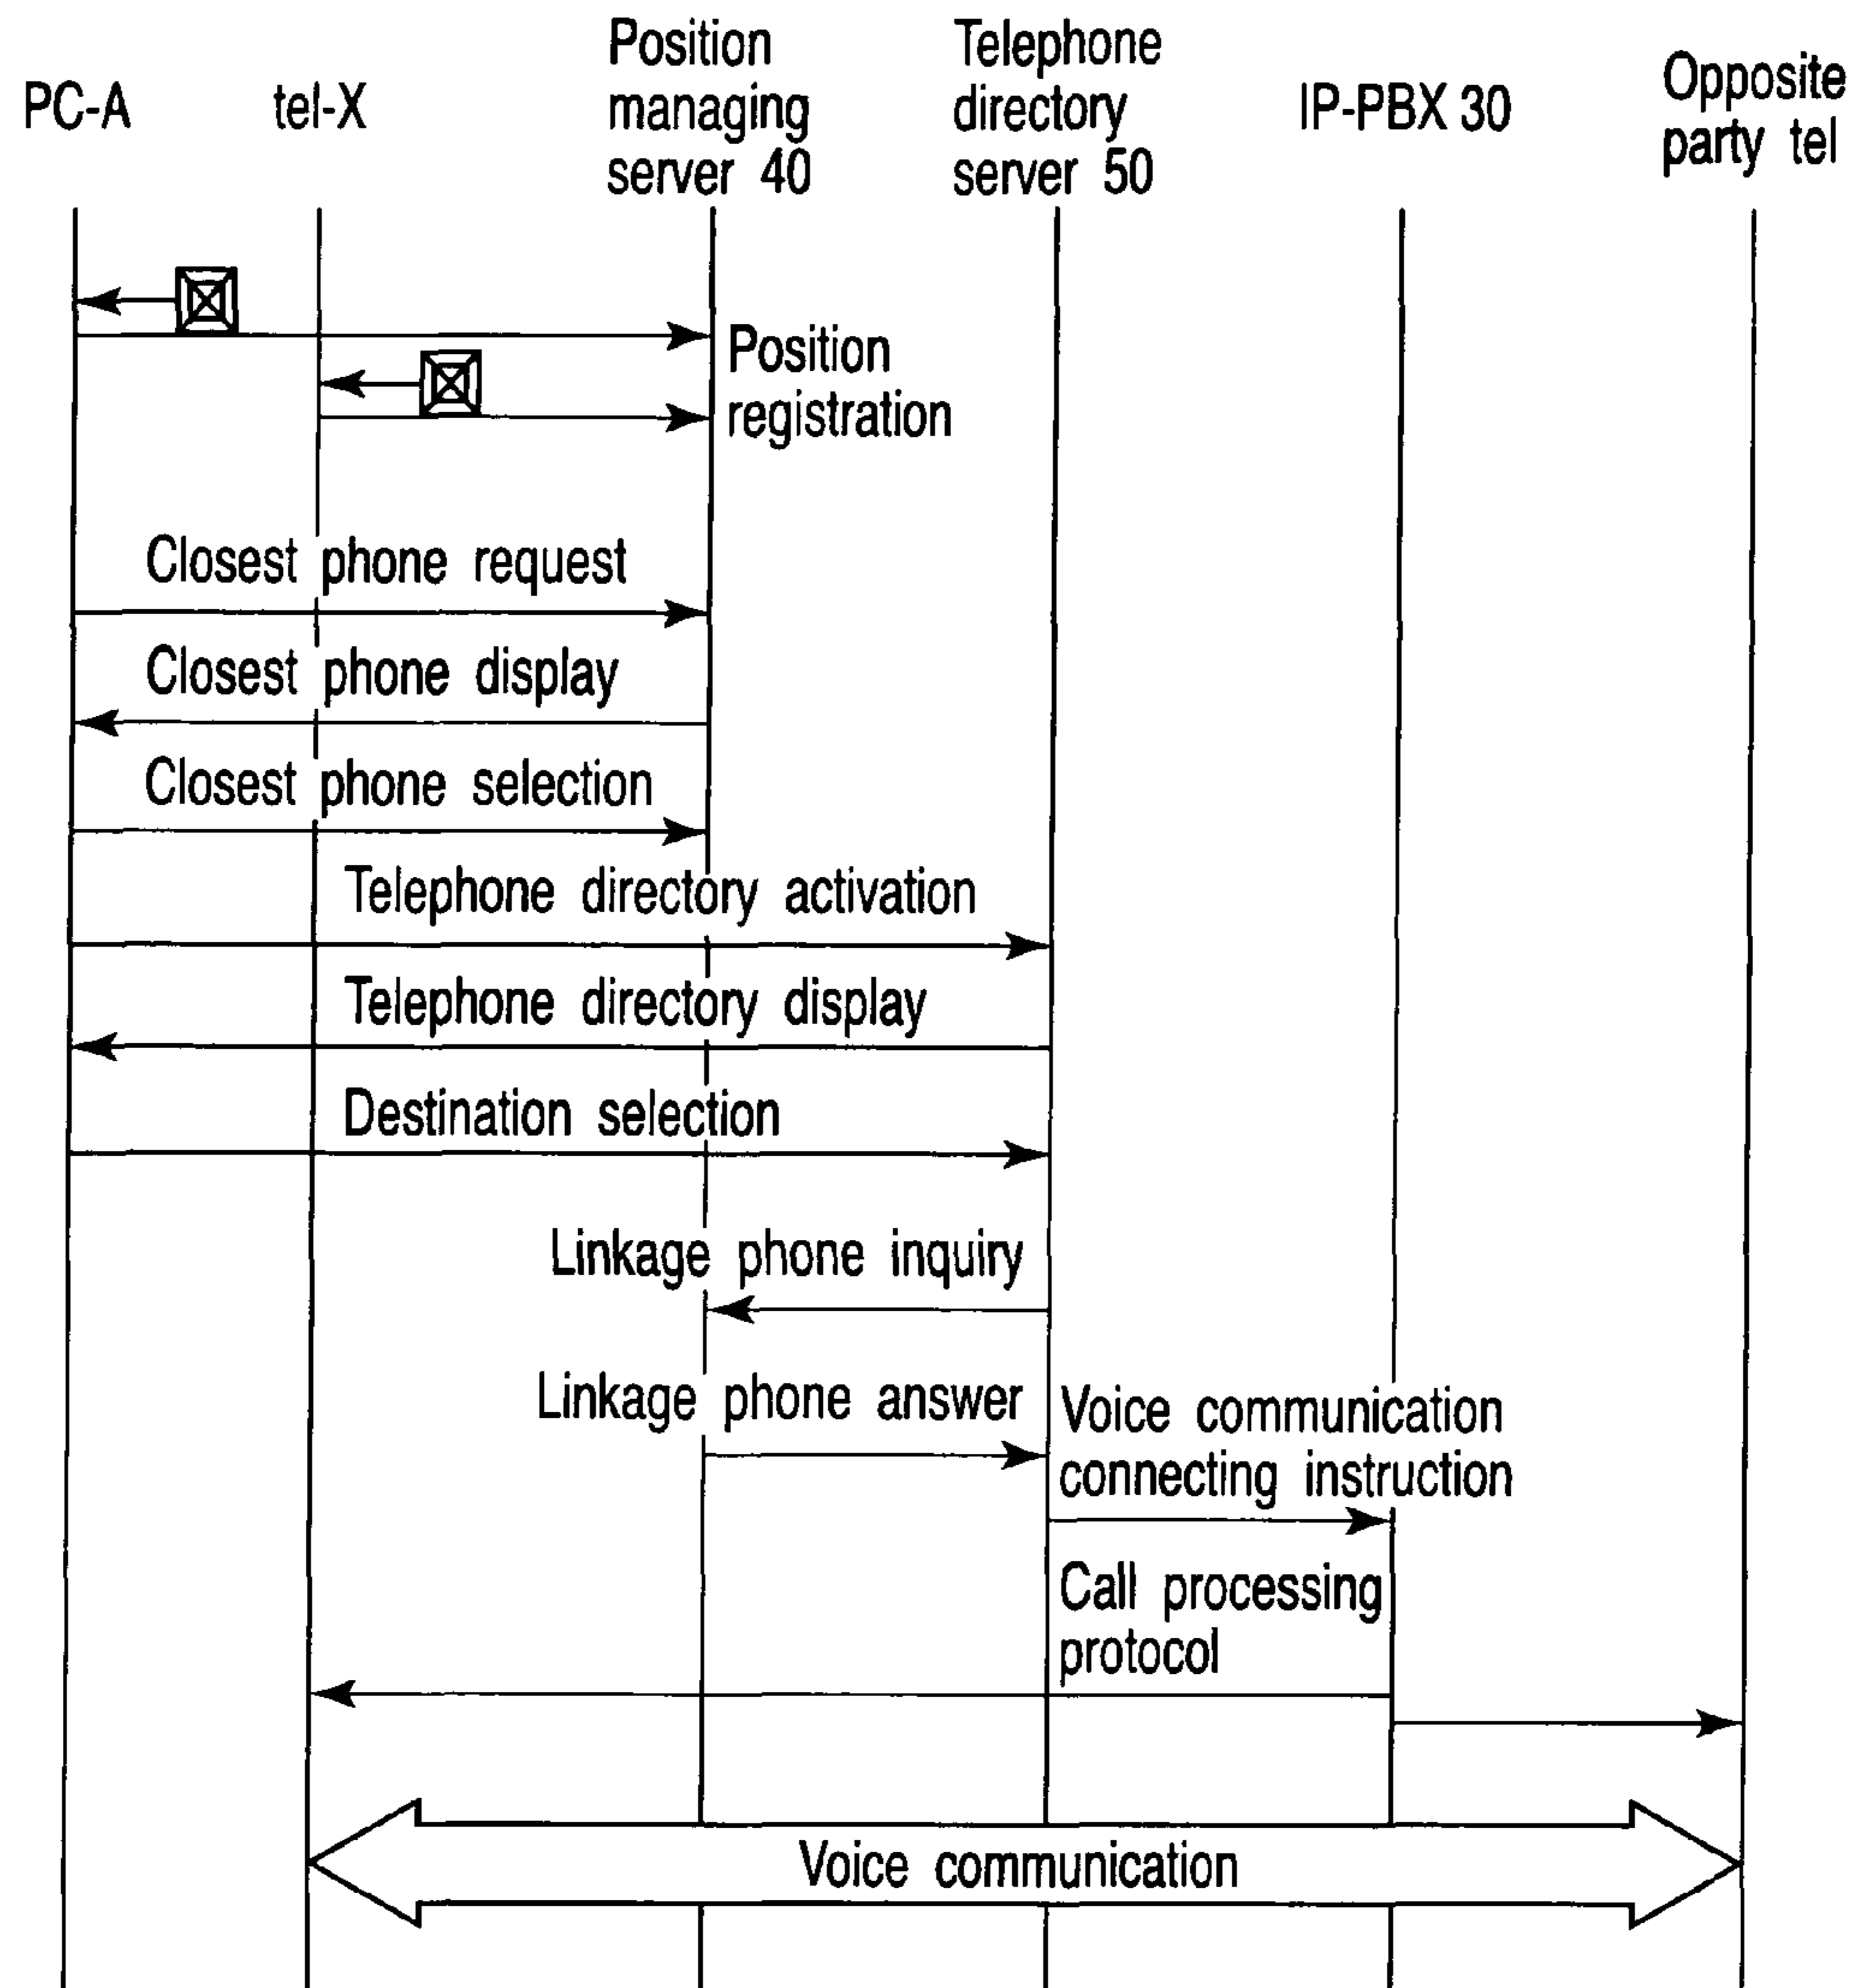 PC-A
tel-X
Position
managing
server 40
Telephone
directory
server 50
IP-PBX 30
Opposite
party tel
Position
registration
Closest phone request
Closest phone display
Closest phone selection
Telephone directory activation
Telephone directory display
Destination selection
Linkage phone inquiry
Linkage phone answer
Voice communication
connecting instruction
Call processing
protocol
Voice communication